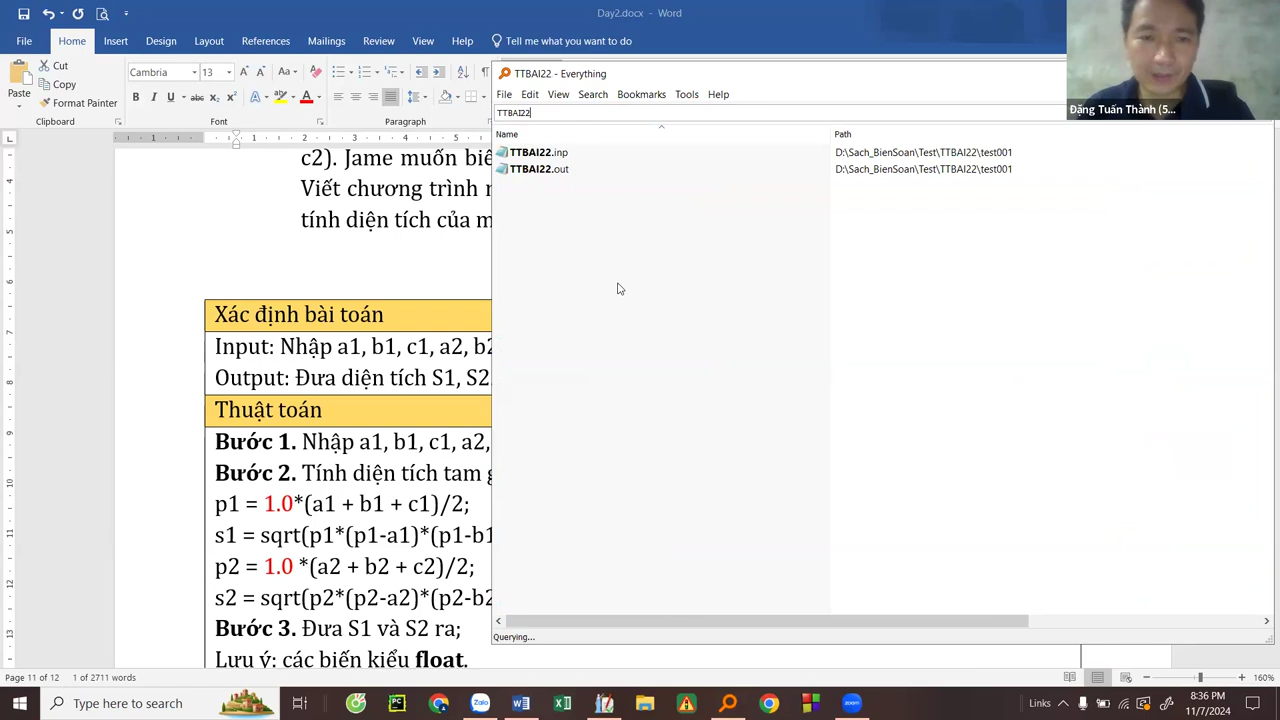 Day2.docx - Word
File Home Insert Design Layout References Mailings Review View Help Tell me what you want to do
Paste
Cut
Copy
Format Painter
Cambria 13
Clipboard Font Paragraph
TTBAI22 - Everything
File Edit View Search Bookmarks Tools Help
TTBAI22
Name Path
TTBAI22.inp D:\Sach_BienSoan\Test\TTBAI22\test001
TTBAI22.out D:\Sach_BienSoan\Test\TTBAI22\test001
Querying...
Đặng Tuấn Thành (5...
c2). Jame muốn biế
Viết chương trình n
tính diện tích của m
Xác định bài toán
Input: Nhập a1, b1, c1, a2, b2
Output: Đưa diện tích S1, S2
Thuật toán
Bước 1. Nhập a1, b1, c1, a2,
Bước 2. Tính diện tích tam g
p1 = 1.0*(a1 + b1 + c1)/2;
s1 = sqrt(p1*(p1-a1)*(p1-b1
p2 = 1.0 *(a2 + b2 + c2)/2;
s2 = sqrt(p2*(p2-a2)*(p2-b2
Bước 3. Đưa S1 và S2 ra;
Lưu ý: các biến kiểu float.
Page 11 of 12 1 of 2711 words 160%
Type here to search
Links 8:36 PM
11/7/2024